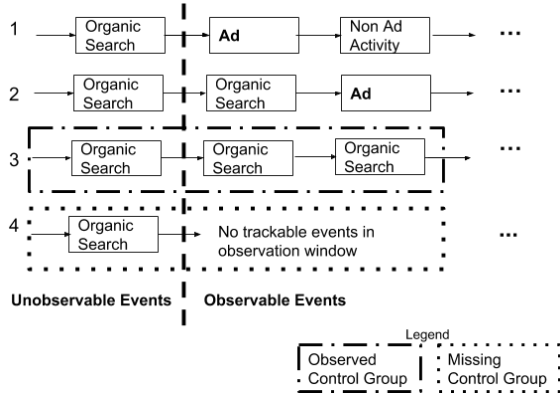 1
Organic
Search
Ad
Non Ad
Activity
...
2
Organic
Search
Organic
Search
Ad
...
3
Organic
Search
Organic
Search
Organic
Search
...
4
Organic
Search
No trackable events in
observation window
...
Unobservable Events
Observable Events
Legend
Observed
Control Group
Missing
Control Group